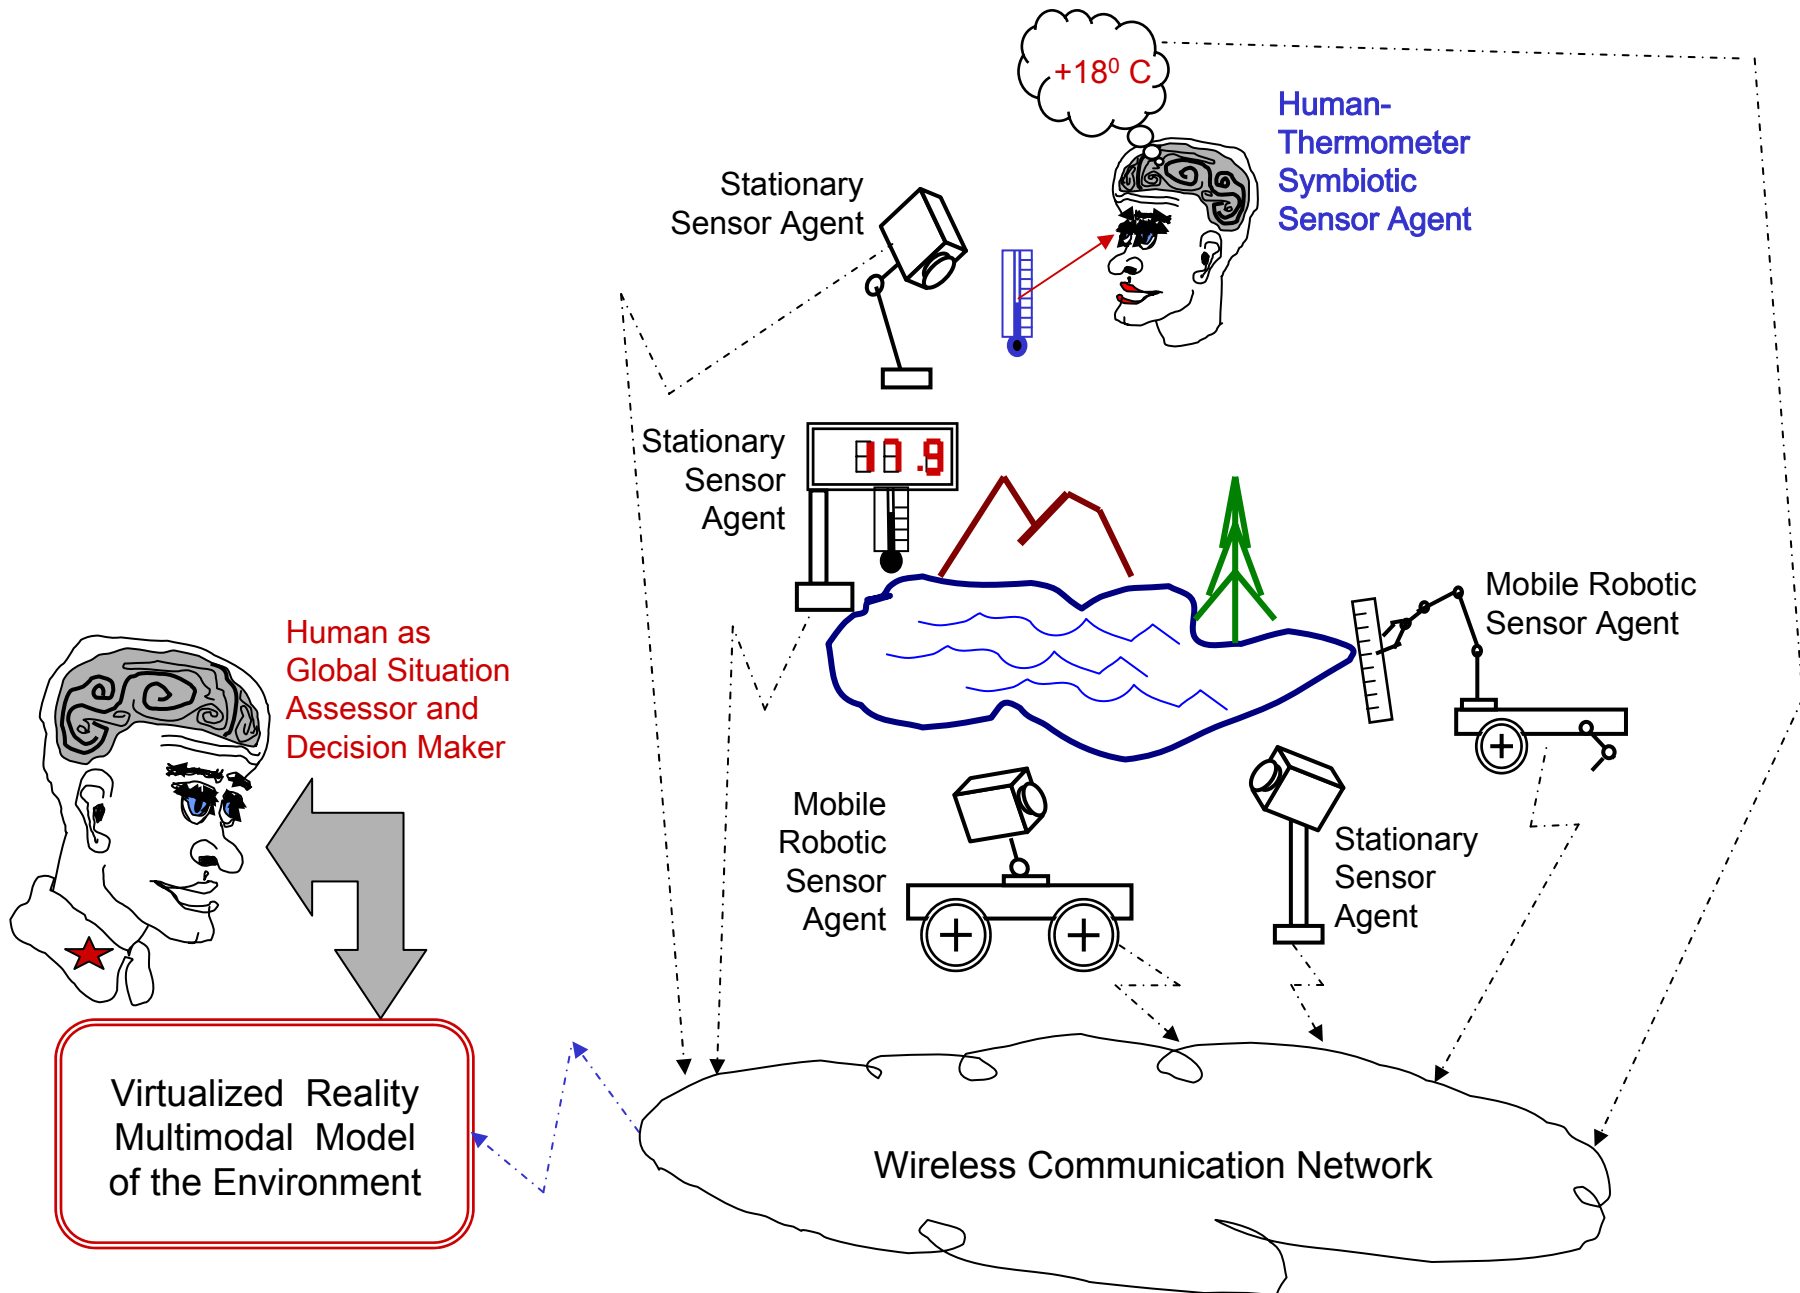 +18⁰ C
Human-
Thermometer
Symbiotic
Sensor Agent
Stationary
Sensor Agent
Stationary
Sensor
Agent
17.9
Mobile Robotic
Sensor Agent
Human as
Global Situation
Assessor and
Decision Maker
Mobile
Robotic
Sensor
Agent
Stationary
Sensor
Agent
Virtualized Reality
Multimodal Model
of the Environment
Wireless Communication Network